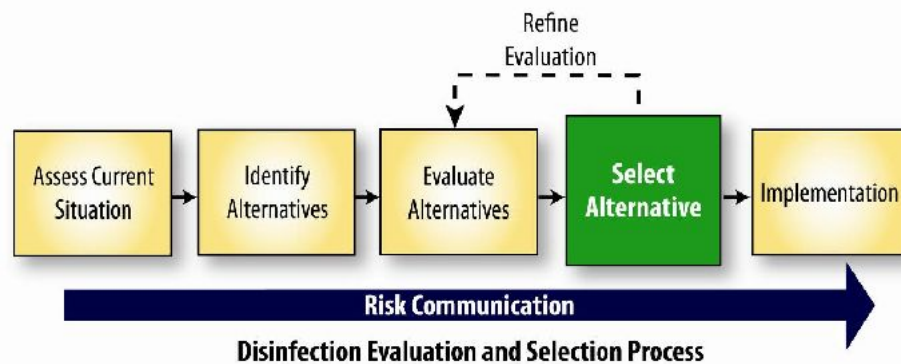 Refine
Evaluation
Assess Current
Situation
Identify
Alternatives
Evaluate
Alternatives
Select
Alternative
Implementation
Risk Communication
Disinfection Evaluation and Selection Process